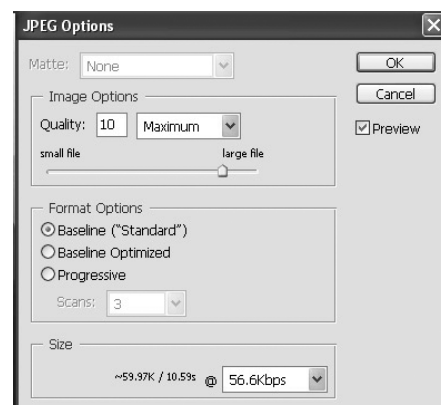 JPEG Options
Matte: None
OK
Image Options
Cancel
Quality: 10 Maximum
Preview
small file large file
Format Options
Baseline ("Standard")
Baseline Optimized
Progressive
Scans: 3
Size
~59.97K / 10.59s @ 56.6Kbps